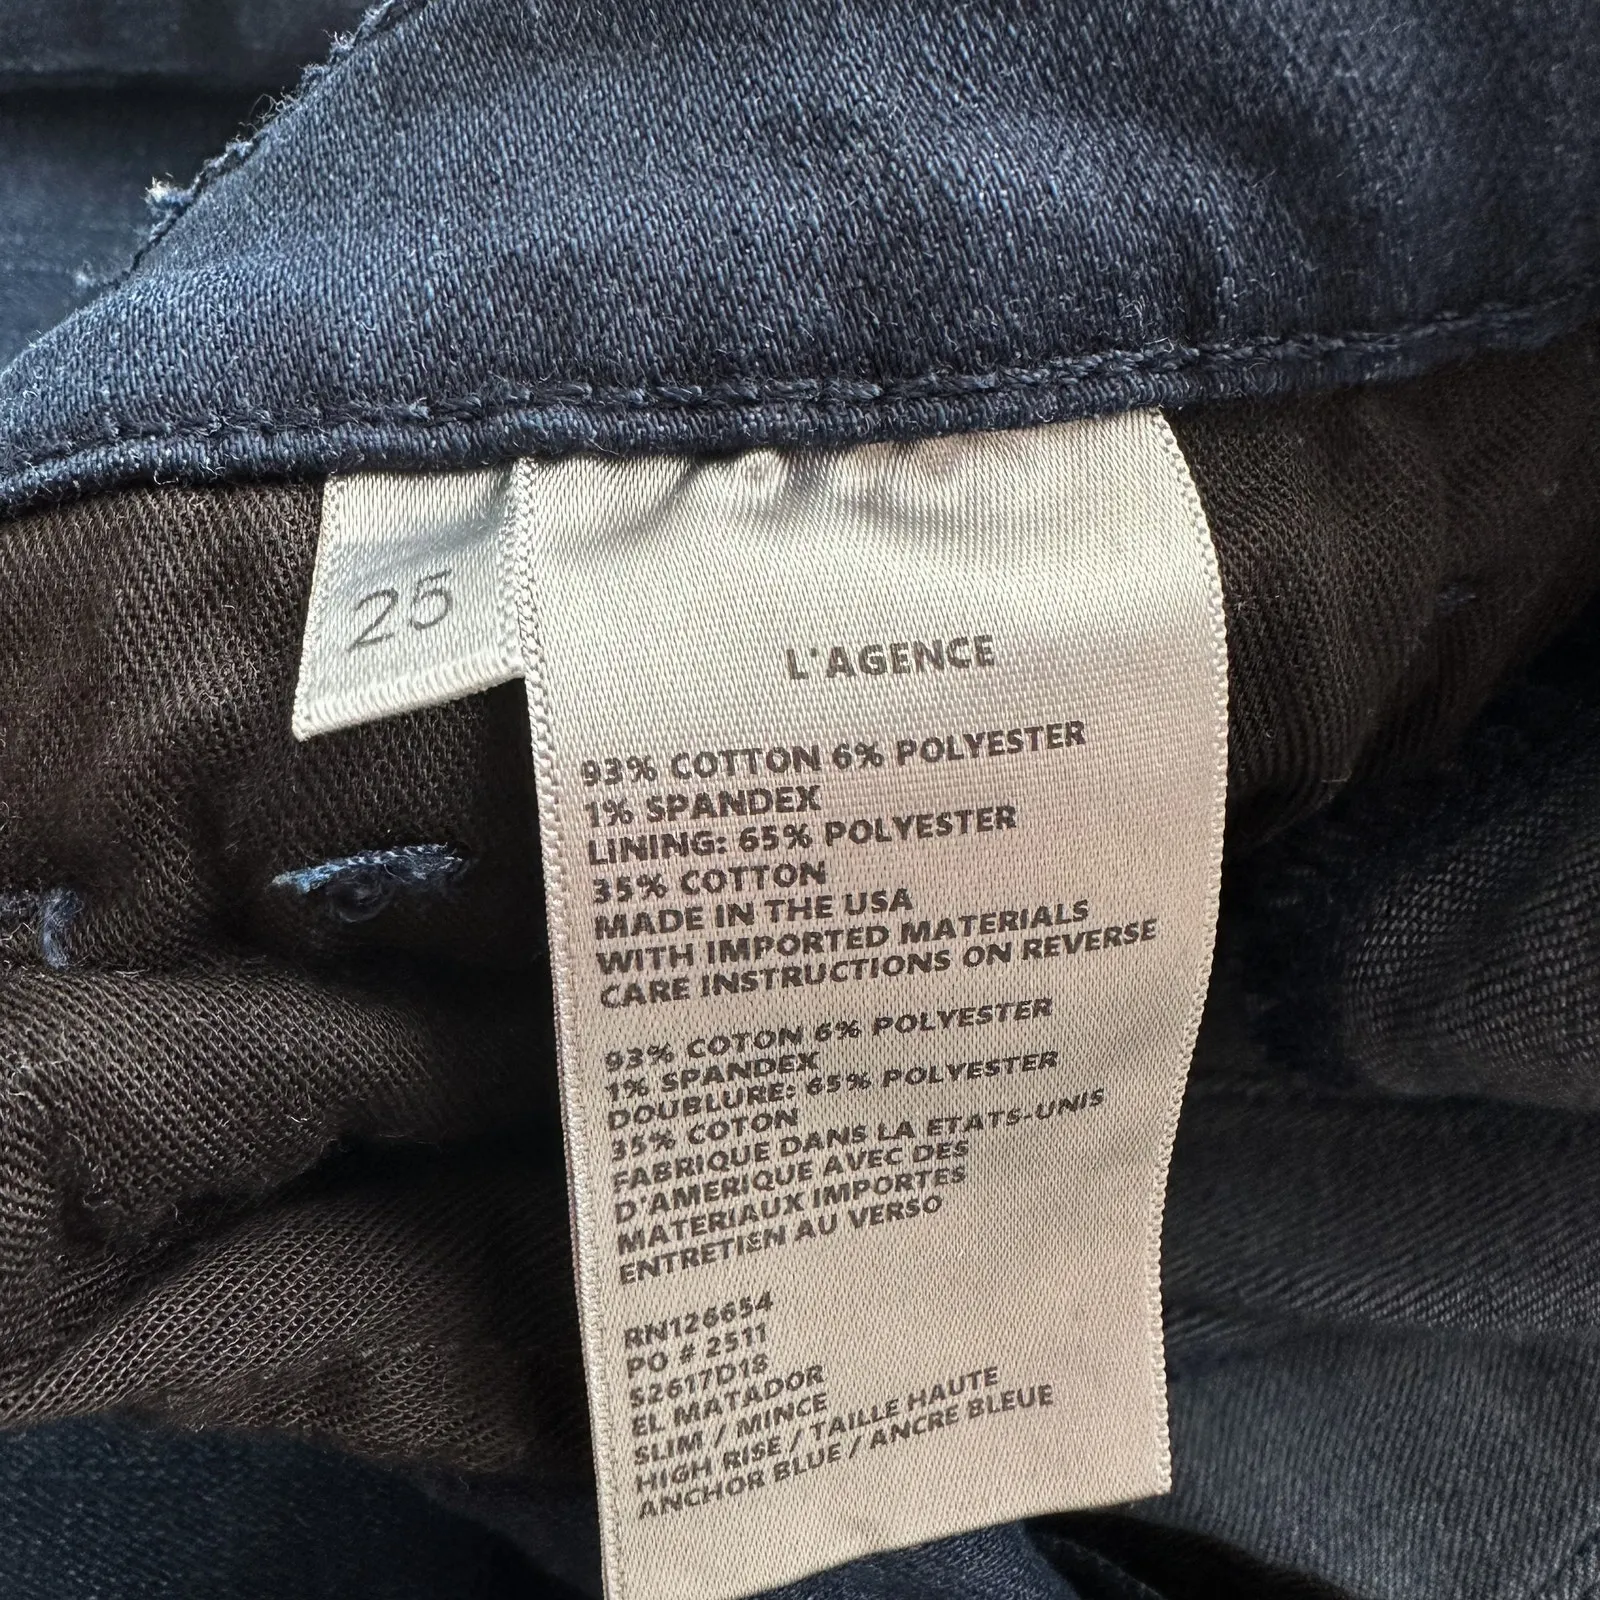 25
L'AGENCE
93% COTTON 6% POLYESTER
1% SPANDEX
LINING: 65% POLYESTER
35% COTTON
MADE IN THE USA
WITH IMPORTED MATERIALS
CARE INSTRUCTIONS ON REVERSE
93% COTON 6% POLYESTER
1% SPANDEX
DOUBLURE: 65% POLYESTER
35% COTON
FABRIQUE DANS LA ETATS-UNIS
D'AMERIQUE AVEC DES
MATERIAUX IMPORTES
ENTRETIEN AU VERSO
RN126654
PO # 2511
S2617D18
EL MATADOR
SLIM / MINCE
HIGH RISE / TAILLE HAUTE
ANCHOR BLUE / ANCRE BLEUE